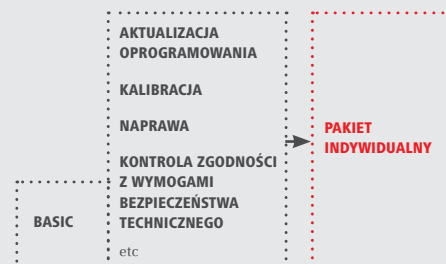 AKTUALIZACJA
OPROGRAMOWANIA
KALIBRACJA
NAPRAWA
KONTROLA ZGODNOŚCI
Z WYMOGAMI
BEZPIECZEŃSTWA
TECHNICZNEGO
etc
BASIC
PAKIET
INDYWIDUALNY